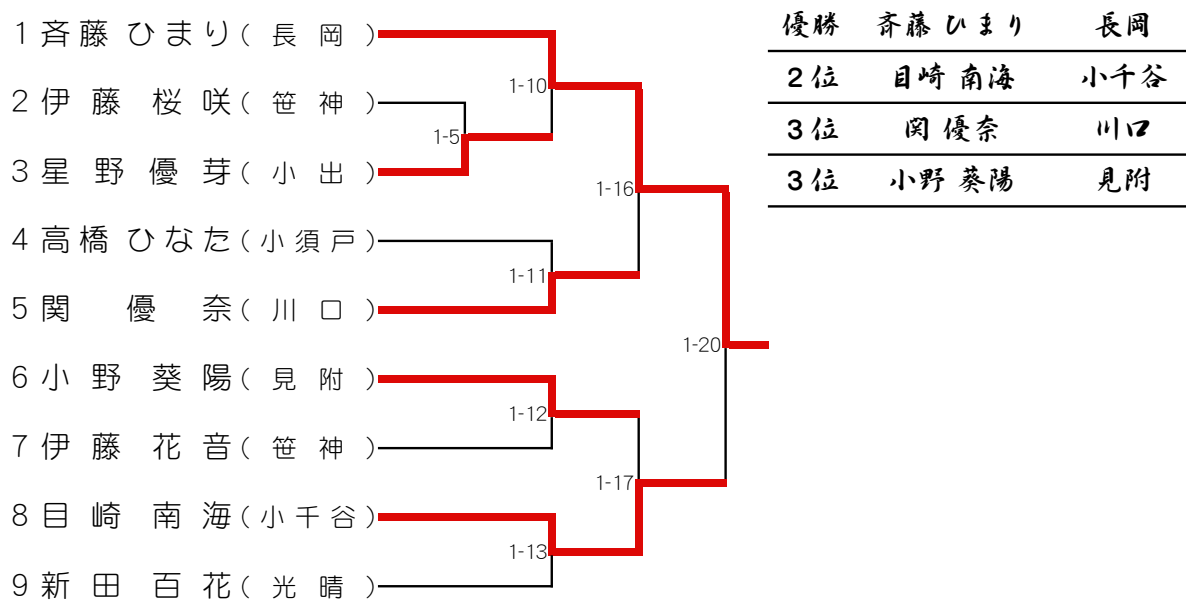 1 斉藤 ひまり ( 長 岡 )
2 伊 藤 桜 咲 ( 笹 神 )
3 星 野 優 芽 ( 小 出 )
4 高橋 ひなた ( 小 須 戸 )
5 関 優 奈 ( 川 口 )
6 小 野 葵 陽 ( 見 附 )
7 伊 藤 花 音 ( 笹 神 )
8 目 崎 南 海 ( 小 千 谷 )
9 新 田 百 花 ( 光 晴 )
1-10
1-5
1-16
1-11
1-20
1-12
1-17
1-13
優勝 斉藤 ひまり 長岡
2位 目崎 南海 小千谷
3位 関 優奈 川口
3位 小野 葵陽 見附